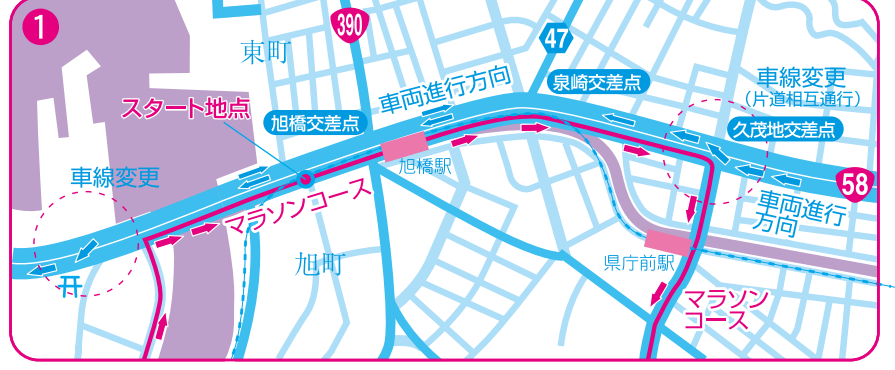 1
390
東町
47
車両進行方向
泉崎交差点
車線変更
(片道相互通行)
スタート地点
旭橋交差点
久茂地交差点
旭橋駅
車線変更
58
マラソンコース
車両進行
方向
旭町
県庁前駅
マラソン
コース